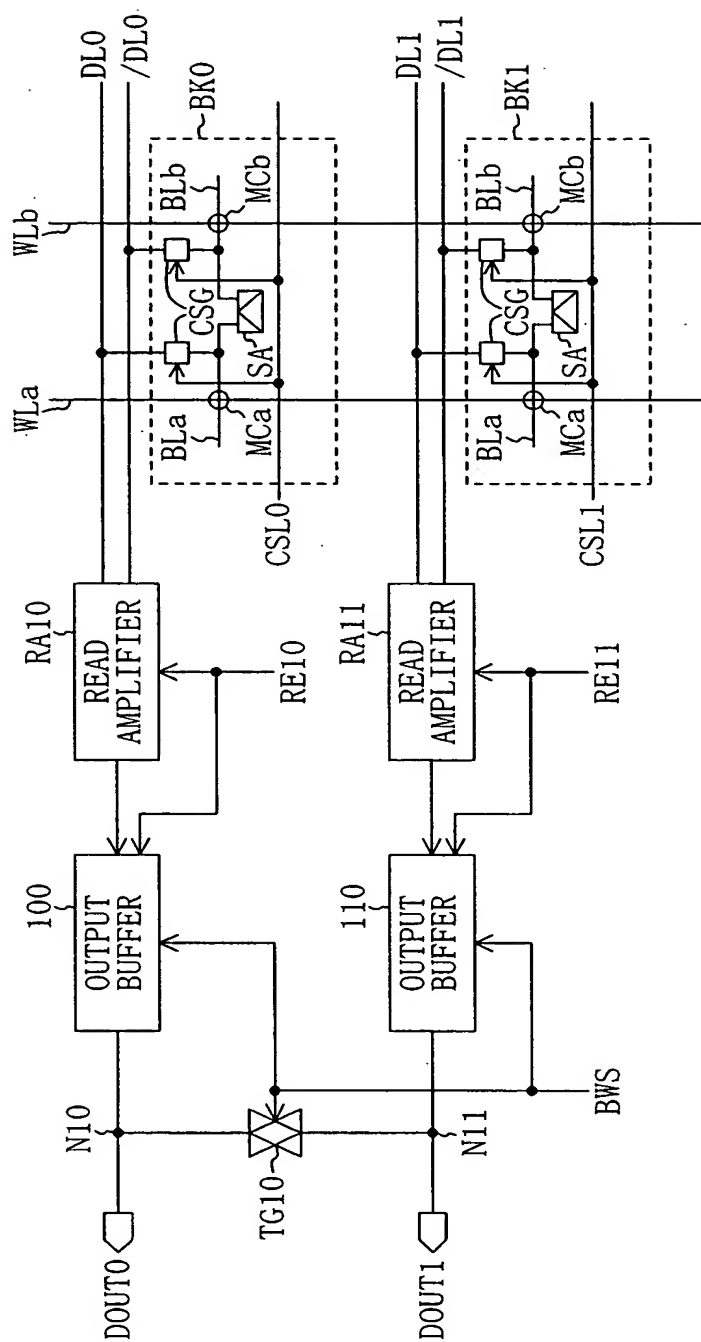 WLa
WLb
DL0
/DL0
BK0
BLa
BLb
CSG
SA
MCa
MCb
CSL0
RA10
READ
AMPLIFIER
RE10
100
OUTPUT
BUFFER
N10
DOUT0
TG10
DL1
/DL1
BK1
BLa
BLb
CSG
SA
MCa
MCb
CSL1
RA11
READ
AMPLIFIER
RE11
110
OUTPUT
BUFFER
BWS
N11
DOUT1